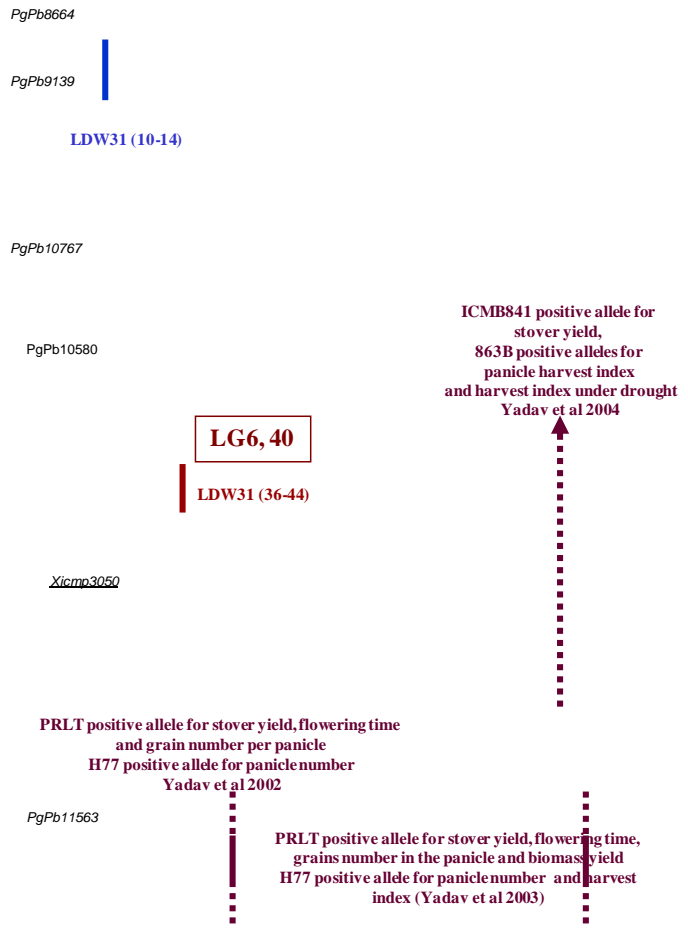 PgPb8664
PgPb9139
LDW31 (10-14)
PgPb10767
ICMB841 positive allele for
stover yield,
863B positive alleles for
panicle harvest index
and harvest index under drought
Yadav et al 2004
PgPb10580
LG6, 40
LDW31 (36-44)
Xicmp3050
PRLT positive allele for stover yield, flowering time
and grain number per panicle
H77 positive allele for panicle number
Yadav et al 2002
PgPb11563
PRLT positive allele for stover yield, flowering time,
grains number in the panicle and biomass yield
H77 positive allele for panicle number and harvest
index (Yadav et al 2003)